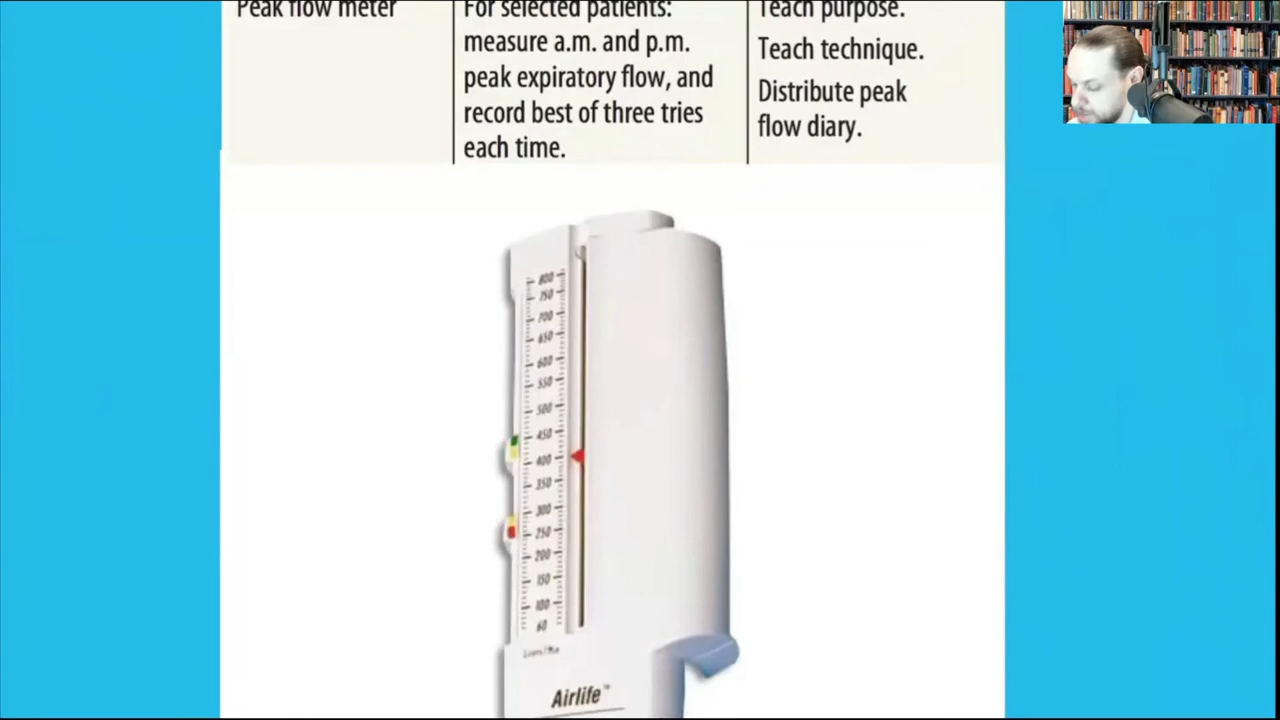 Peak flow meter
For selected patients:
measure a.m. and p.m.
peak expiratory flow, and
record best of three tries
each time.
Teach purpose.
Teach technique.
Distribute peak
flow diary.
800
750
700
650
600
550
500
450
400
350
300
250
200
150
100
60
Airlife™